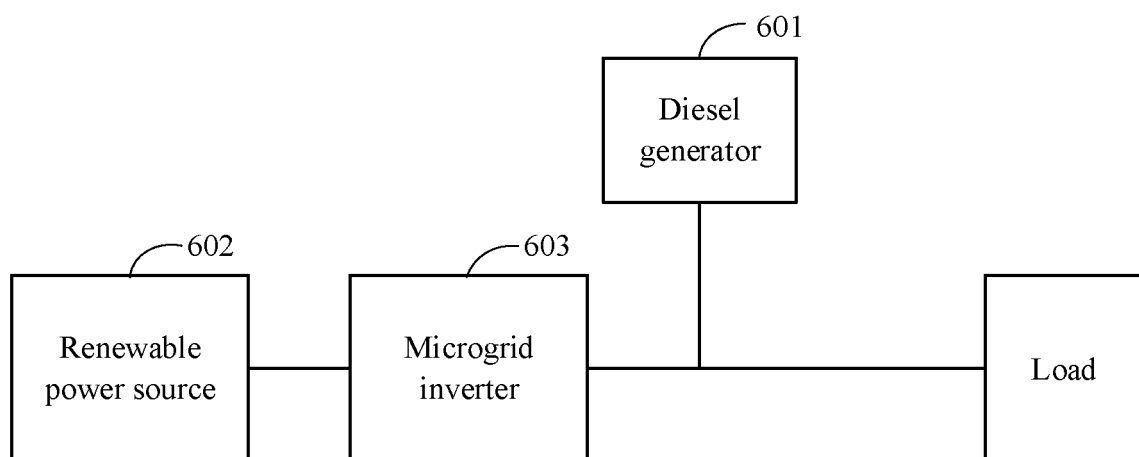 601
Diesel
generator
602
603
Renewable
power source
Microgrid
inverter
Load